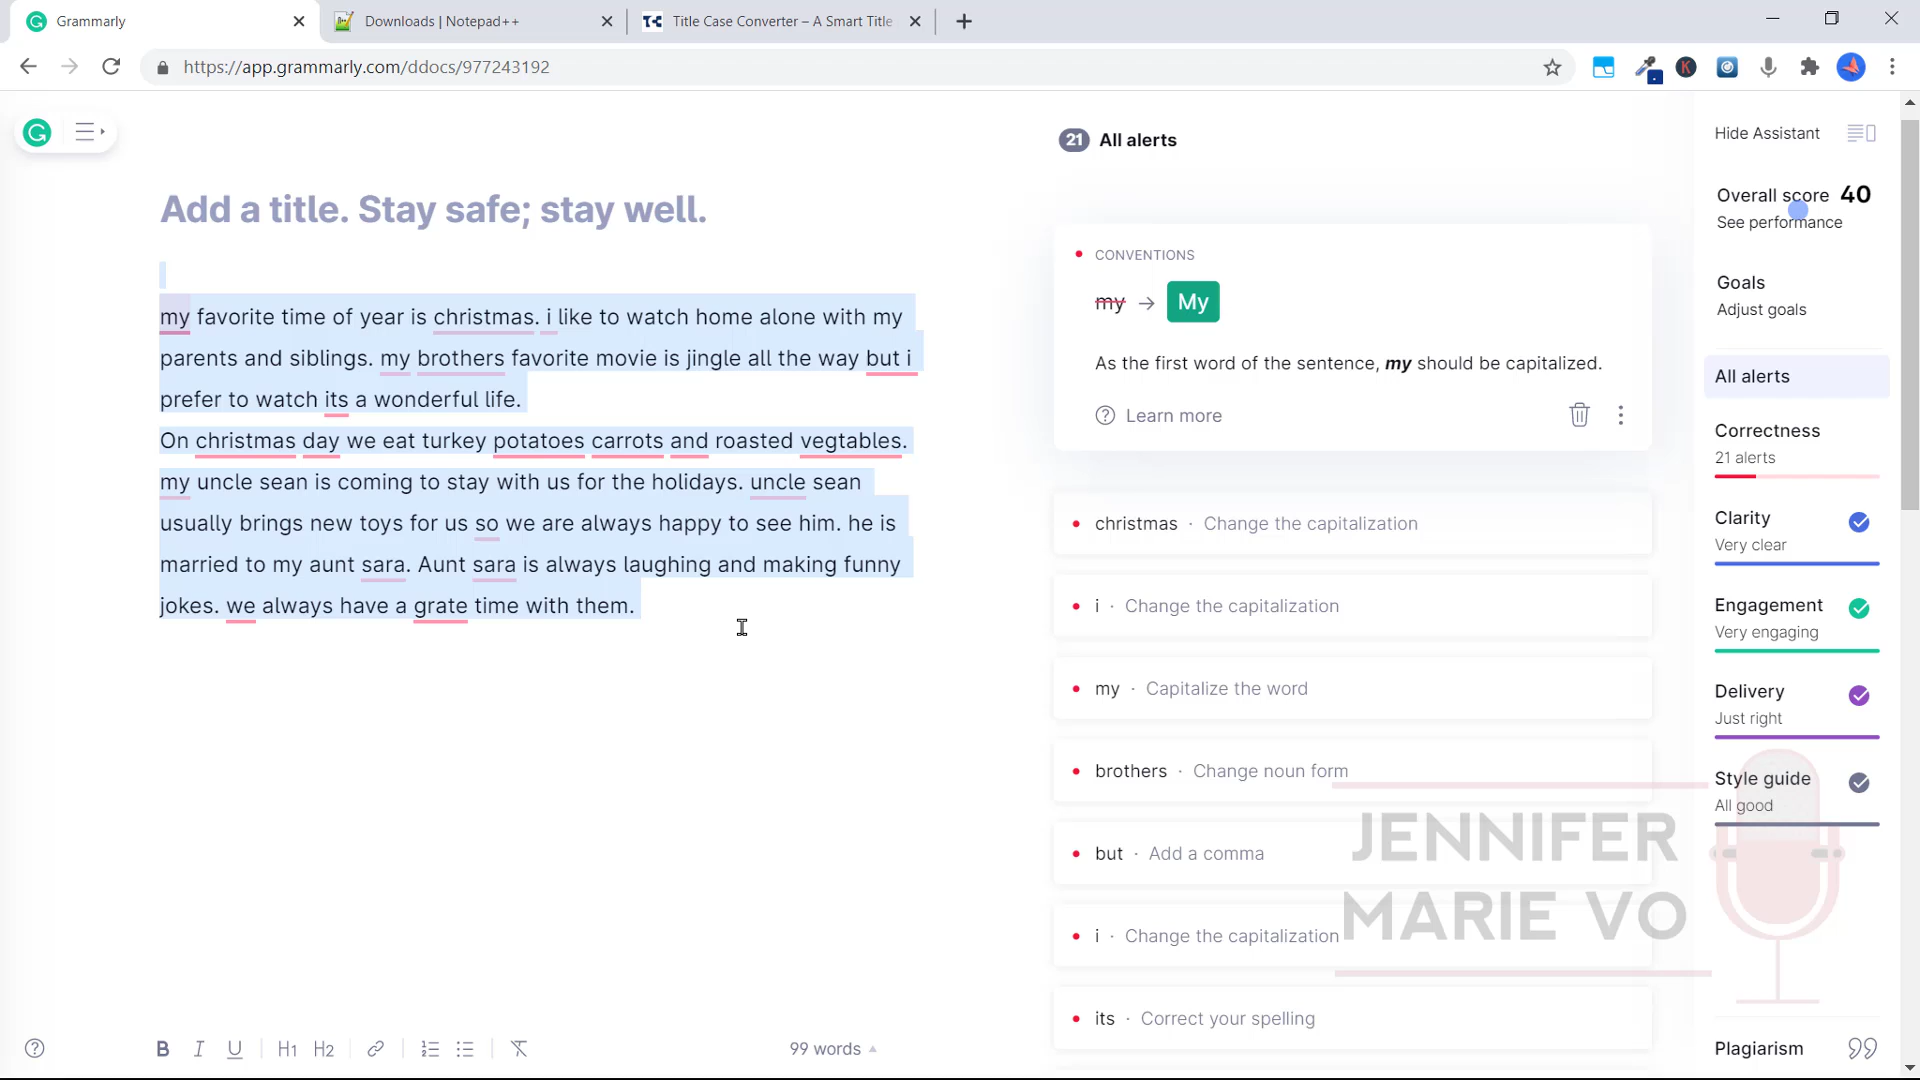 Grammarly
Downloads | Notepad++
Title Case Converter – A Smart Title
https://app.grammarly.com/ddocs/977243192
21 All alerts
Hide Assistant
Add a title. Stay safe; stay well.
Overall score 40
See performance
CONVENTIONS
my → My
As the first word of the sentence, my should be capitalized.
Learn more
Goals
Adjust goals
my favorite time of year is christmas. i like to watch home alone with my
parents and siblings. my brothers favorite movie is jingle all the way but i
prefer to watch its a wonderful life.
On christmas day we eat turkey potatoes carrots and roasted vegtables.
my uncle sean is coming to stay with us for the holidays. uncle sean
usually brings new toys for us so we are always happy to see him. he is
married to my aunt sara. Aunt sara is always laughing and making funny
jokes. we always have a grate time with them.
christmas · Change the capitalization
i · Change the capitalization
my · Capitalize the word
brothers · Change noun form
but · Add a comma
i · Change the capitalization
its · Correct your spelling
All alerts
Correctness
21 alerts
Clarity
Very clear
Engagement
Very engaging
Delivery
Just right
Style guide
All good
JENNIFER
MARIE VO
B I U H1 H2
99 words
Plagiarism